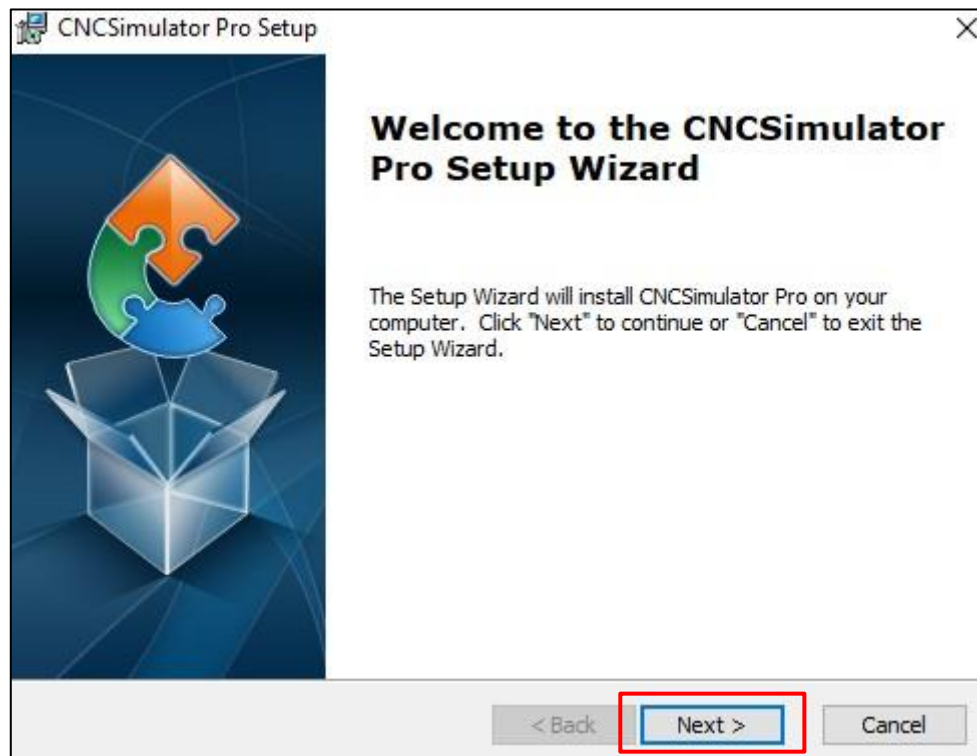 CNCSimulator Pro Setup
Welcome to the CNCSimulator
Pro Setup Wizard
The Setup Wizard will install CNCSimulator Pro on your
computer. Click "Next" to continue or "Cancel" to exit the
Setup Wizard.
< Back Next > Cancel